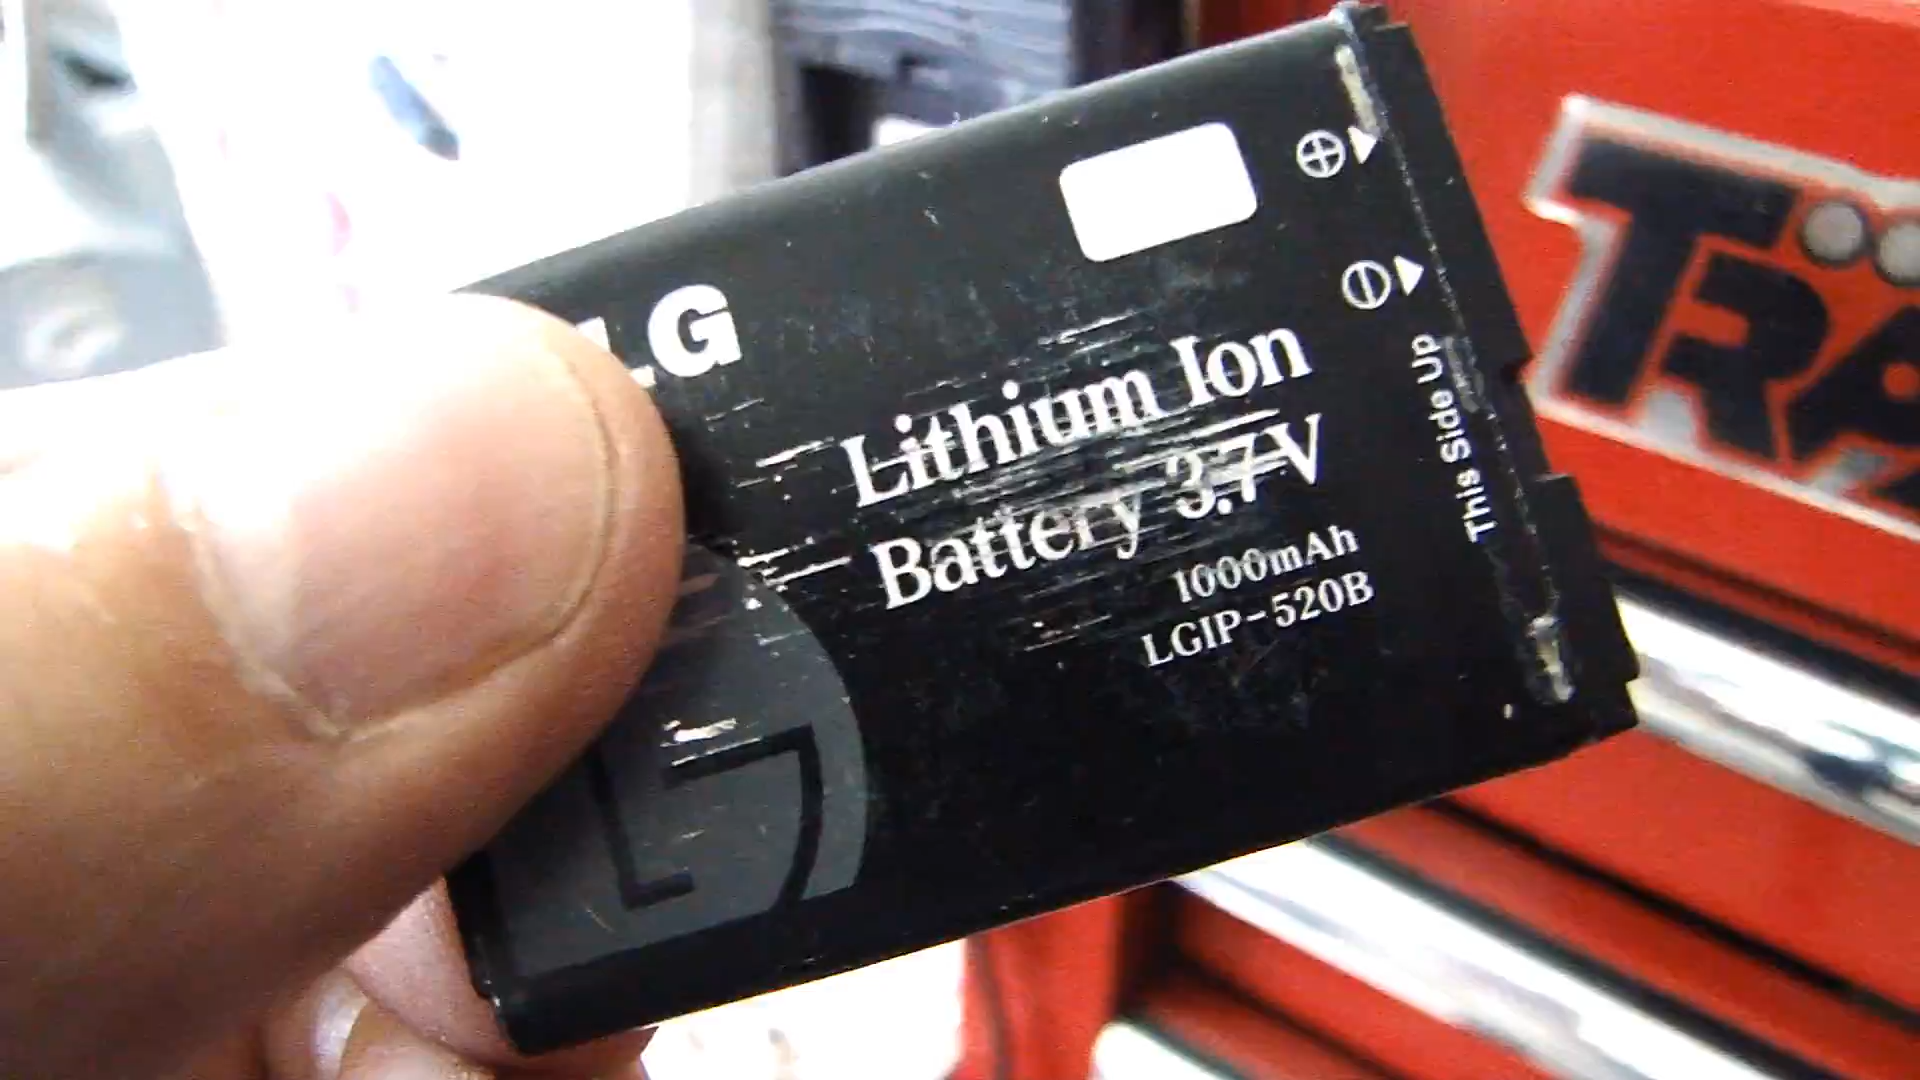 LG
Lithium Ion
Battery 3.7V
1000mAh
LGIP-520B
This Side Up